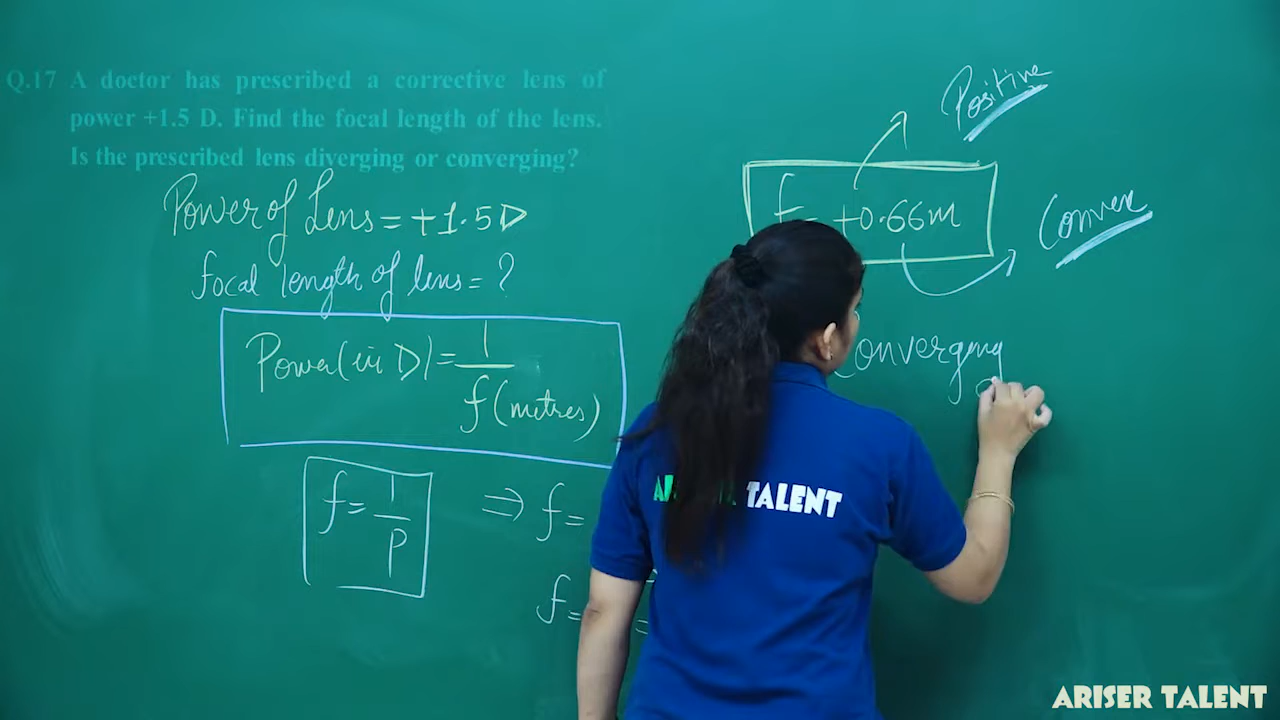 Q.17 A doctor has prescribed a corrective lens of
power +1.5 D. Find the focal length of the lens.
Is the prescribed lens diverging or converging?
Power of Lens = +1.5 D
focal length of lens = ?
Power (in D) = 1 / f (metres)
f = 1 / P
⇒ f =
f =
Positive
f = +0.66m
Convex
Converging
TALENT
ARISER TALENT